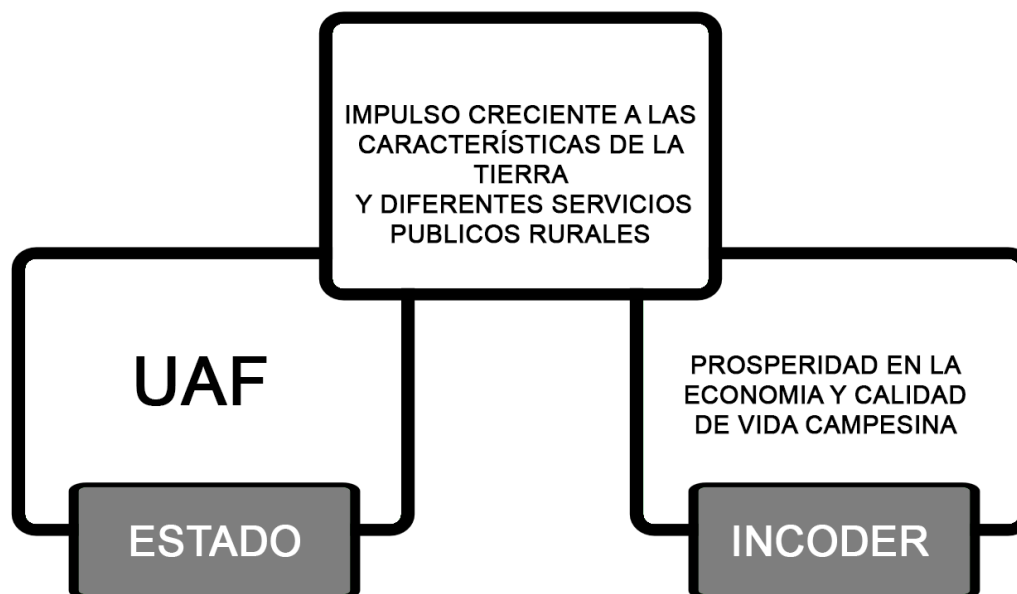 IMPULSO CRECIENTE A LAS
CARACTERÍSTICAS DE LA
TIERRA
Y DIFERENTES SERVICIOS
PUBLICOS RURALES
UAF
PROSPERIDAD EN LA
ECONOMIA Y CALIDAD
DE VIDA CAMPESINA
ESTADO
INCODER